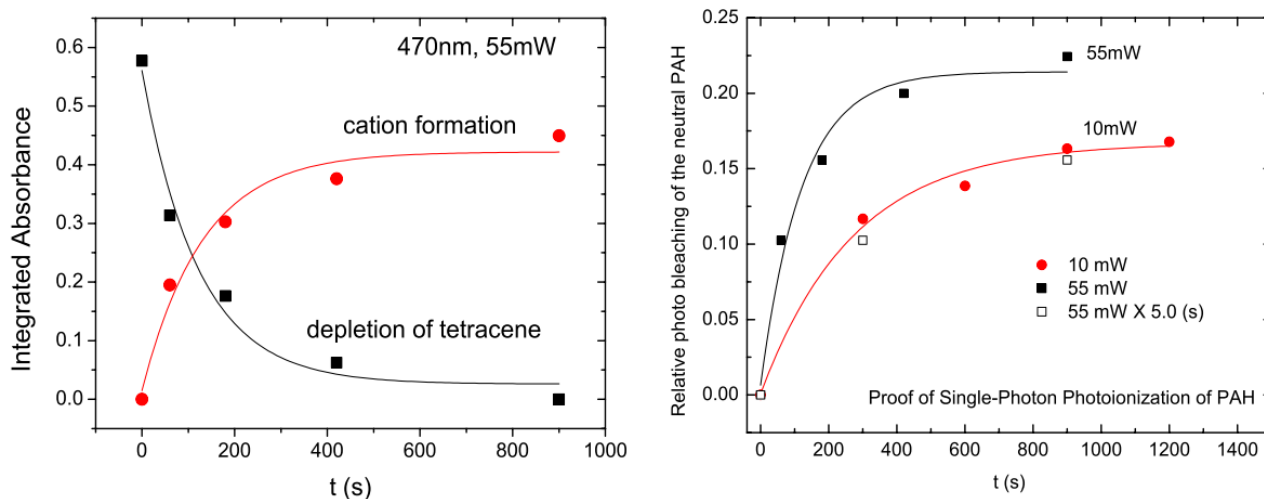 470nm, 55mW
cation formation
depletion of tetracene
Integrated Absorbance
0.6
0.5
0.4
0.3
0.2
0.1
0.0
0
200
400
600
800
1000
t (s)
Relative photo bleaching of the neutral PAH
0.25
0.20
0.15
0.10
0.05
0.00
55mW
10mW
10 mW
55 mW
55 mW X 5.0 (s)
Proof of Single-Photon Photoionization of PAH
0
200
400
600
800
1000
1200
1400
t (s)